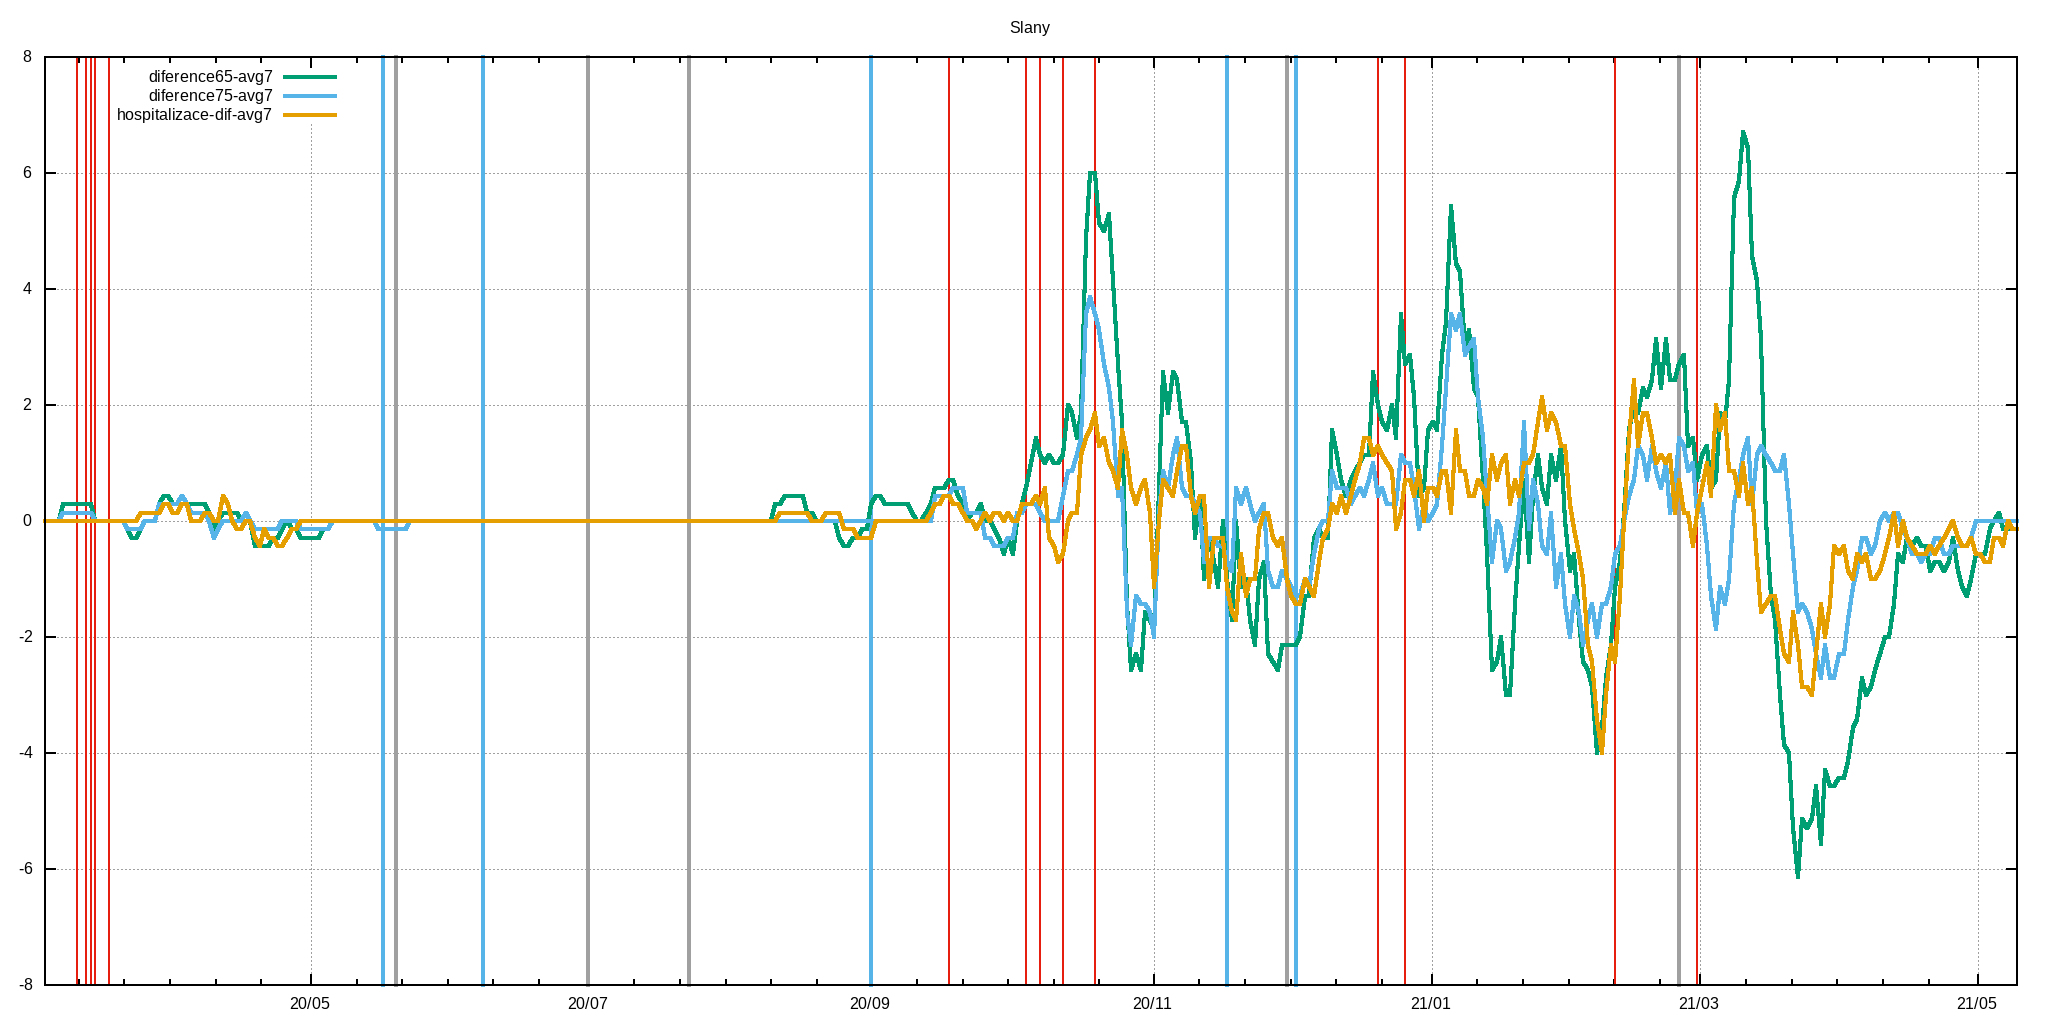 Slany
diference65-avg7
diference75-avg7
hospitalizace-dif-avg7
8
6
4
2
0
-2
-4
-6
-8
20/05 20/07 20/09 20/11 21/01 21/03 21/05